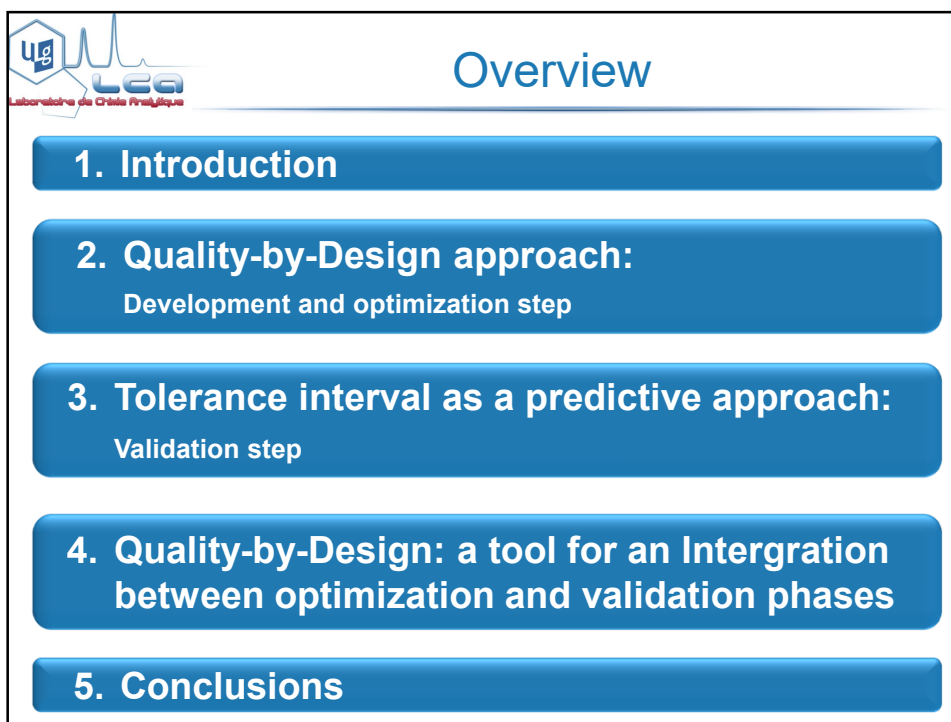 ULg
LCA
Laboratoire de Chimie Analytique
Overview
1. Introduction
2. Quality-by-Design approach:
Development and optimization step
3. Tolerance interval as a predictive approach:
Validation step
4. Quality-by-Design: a tool for an Intergration
between optimization and validation phases
5. Conclusions